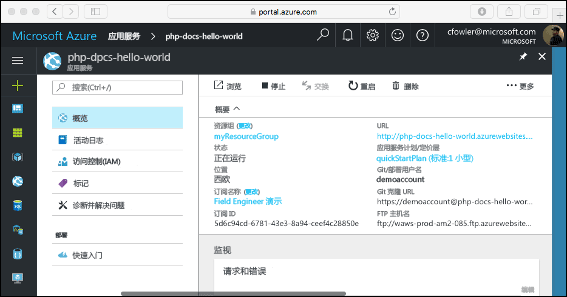 portal.azure.com
Microsoft Azure 应用服务 php-docs-hello-world
cfowler@microsoft.com
MICROSOFT
php-dpcs-hello-world
应用服务
搜索(Ctrl+/)
概览
活动日志
访问控制(IAM)
标记
诊断并解决问题
部署
快速入门
浏览 停止 交换 重启 删除 ··· 更多
概要
资源组 (更改)
myResourceGroup
状态
正在运行
位置
西欧
订阅名称 (更改)
Field Engineer 演示
订阅 ID
5d6c94cd-6781-43e3-8a94-ceef4c28850e
URL
http://php-docs-hello-world.azurewebsites,...
应用服务计划/定价层
quickStartPlan (标准:1 小型)
Git/部署用户名
demoaccount
Git 克隆 URL
https://demoaccount@php-docs-hello-wor...
FTP 主机名
ftp://waws-prod-am2-085.ftp.azurewebsite...
监视
请求和错误
编辑